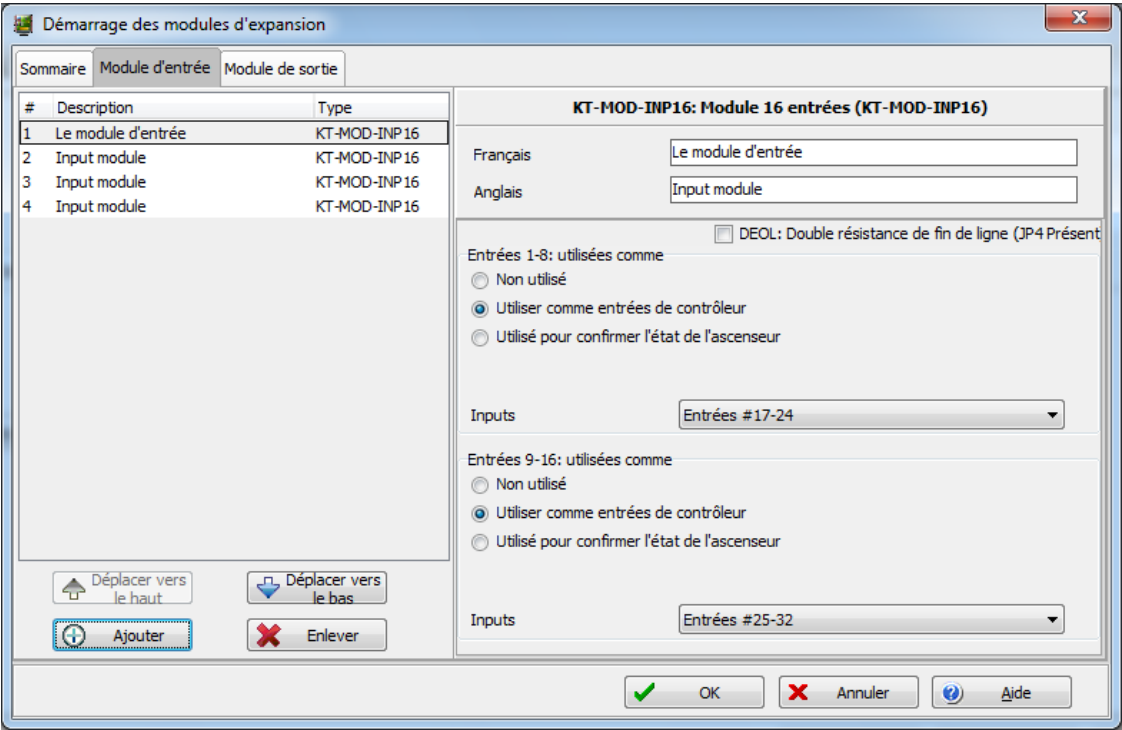 Démarrage des modules d'expansion
Sommaire Module d'entrée Module de sortie
# Description Type
1 Le module d'entrée KT-MOD-INP16
2 Input module KT-MOD-INP16
3 Input module KT-MOD-INP16
4 Input module KT-MOD-INP16
Déplacer vers le haut
Déplacer vers le bas
Ajouter
Enlever
KT-MOD-INP16: Module 16 entrées (KT-MOD-INP16)
Français Le module d'entrée
Anglais Input module
DEOL: Double résistance de fin de ligne (JP4 Présent
Entrées 1-8: utilisées comme
Non utilisé
Utiliser comme entrées de contrôleur
Utilisé pour confirmer l'état de l'ascenseur
Inputs Entrées #17-24
Entrées 9-16: utilisées comme
Non utilisé
Utiliser comme entrées de contrôleur
Utilisé pour confirmer l'état de l'ascenseur
Inputs Entrées #25-32
OK Annuler Aide